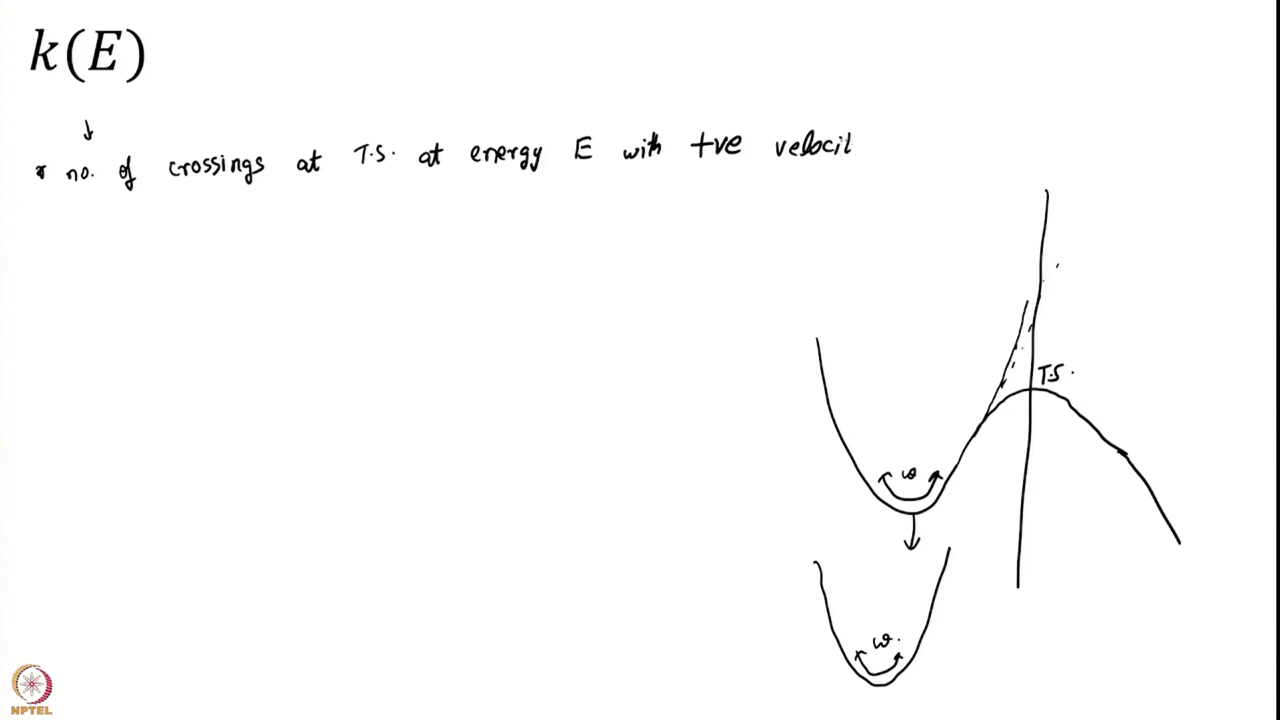 k(E)
* no. of crossings at T.S. at energy E with +ve velocit
T.S.
ω
ω.
NPTEL